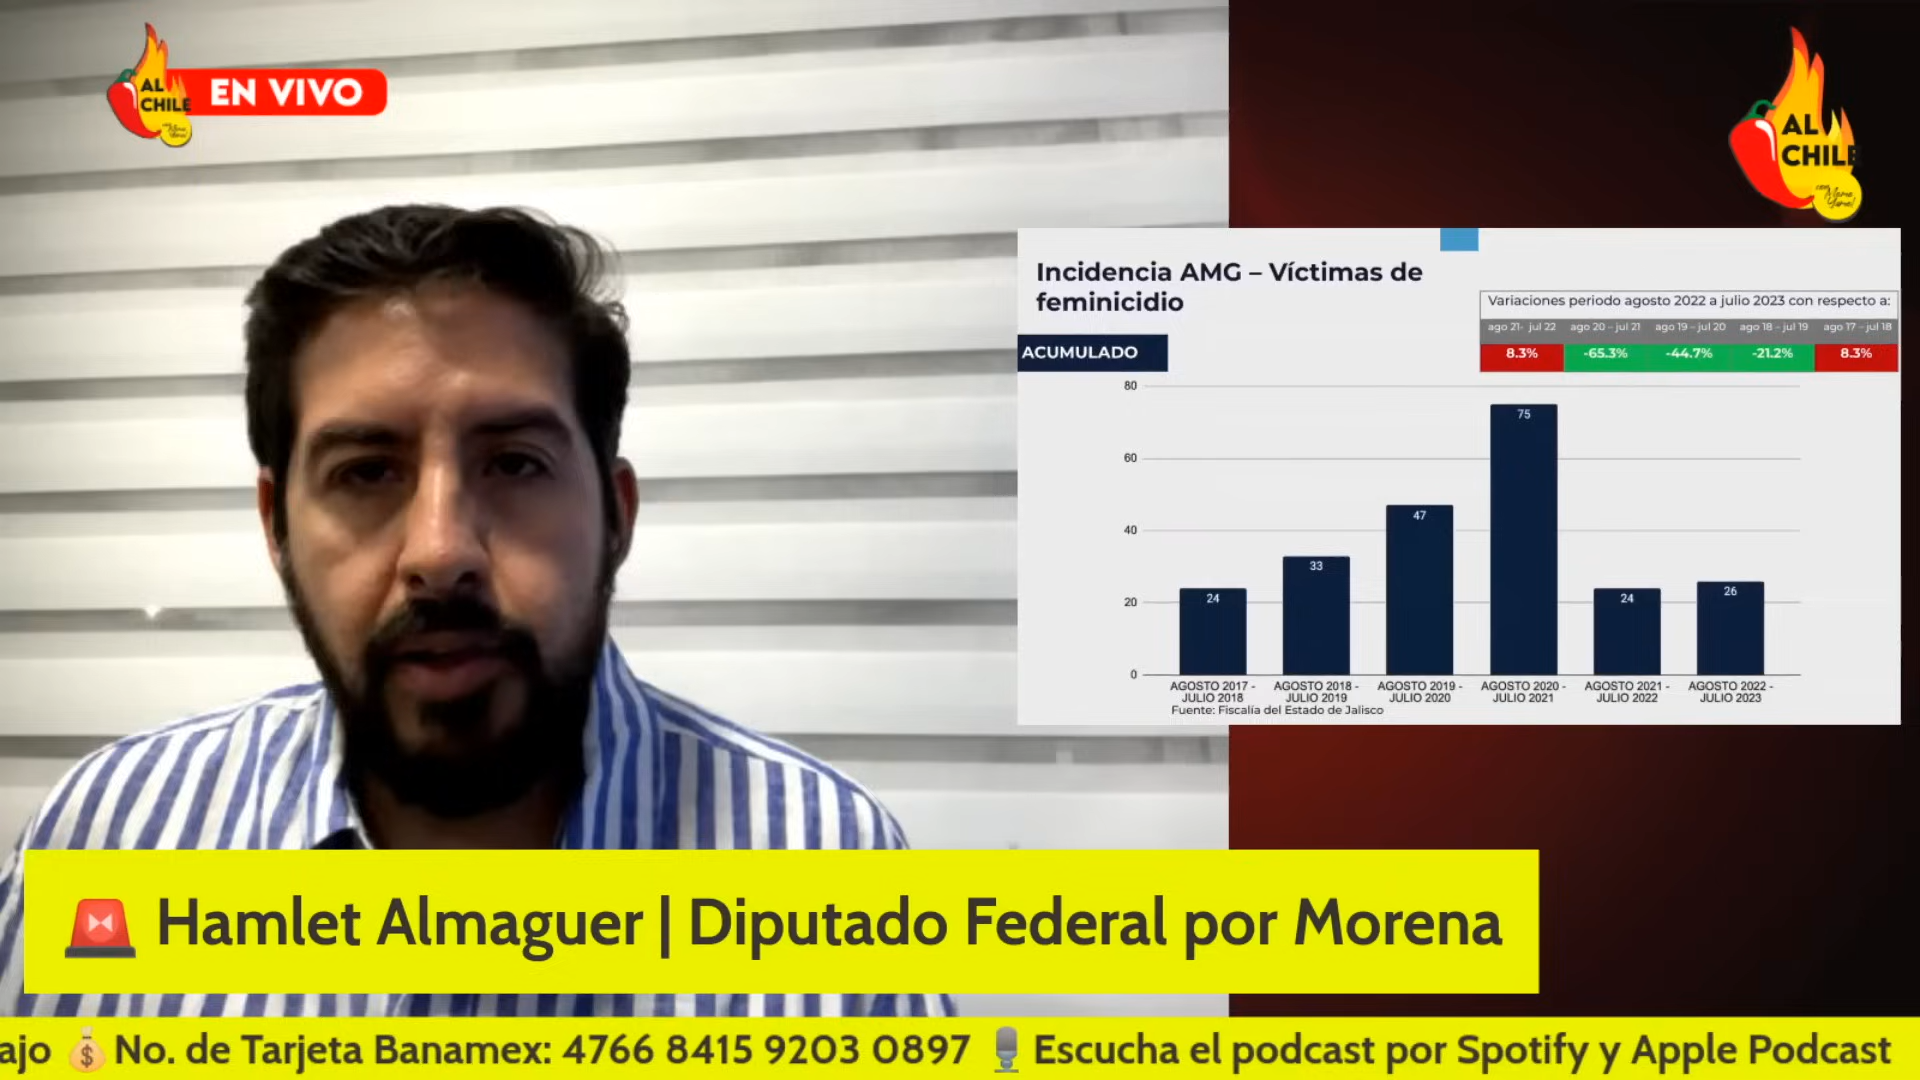 AL
CHILE
EN VIVO
AL
CHILE
Incidencia AMG – Víctimas de
feminicidio
ACUMULADO
Variaciones periodo agosto 2022 a julio 2023 con respecto a:
ago 21- jul 22 ago 20 – jul 21 ago 19 – jul 20 ago 18 – jul 19 ago 17 – jul 18
8.3% -65.3% -44.7% -21.2% 8.3%
80
60
40
20
0
24
33
47
75
24
26
AGOSTO 2017 -
JULIO 2018
AGOSTO 2018 -
JULIO 2019
AGOSTO 2019 -
JULIO 2020
AGOSTO 2020 -
JULIO 2021
AGOSTO 2021 -
JULIO 2022
AGOSTO 2022 -
JULIO 2023
Fuente: Fiscalía del Estado de Jalisco
Hamlet Almaguer | Diputado Federal por Morena
ajo 💰No. de Tarjeta Banamex: 4766 8415 9203 0897 🎙️Escucha el podcast por Spotify y Apple Podcast